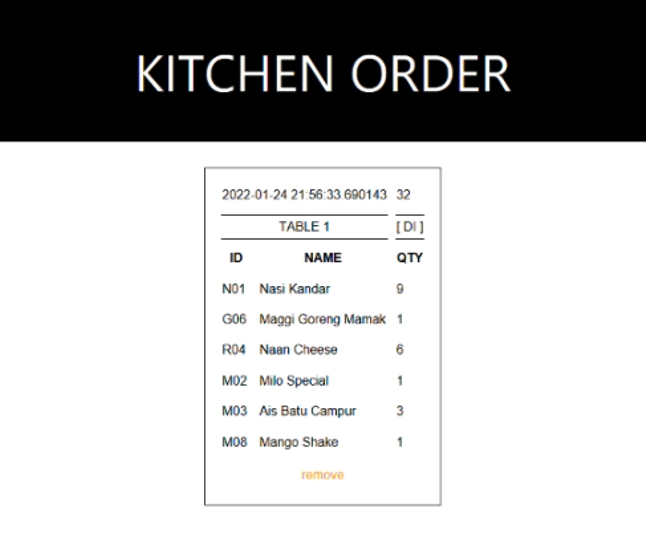 KITCHEN ORDER
2022-01-24 21:56:33.690143 32
TABLE 1 [ DI ]
ID NAME QTY
N01 Nasi Kandar 9
G06 Maggi Goreng Mamak 1
R04 Naan Cheese 6
M02 Milo Special 1
M03 Ais Batu Campur 3
M08 Mango Shake 1
remove